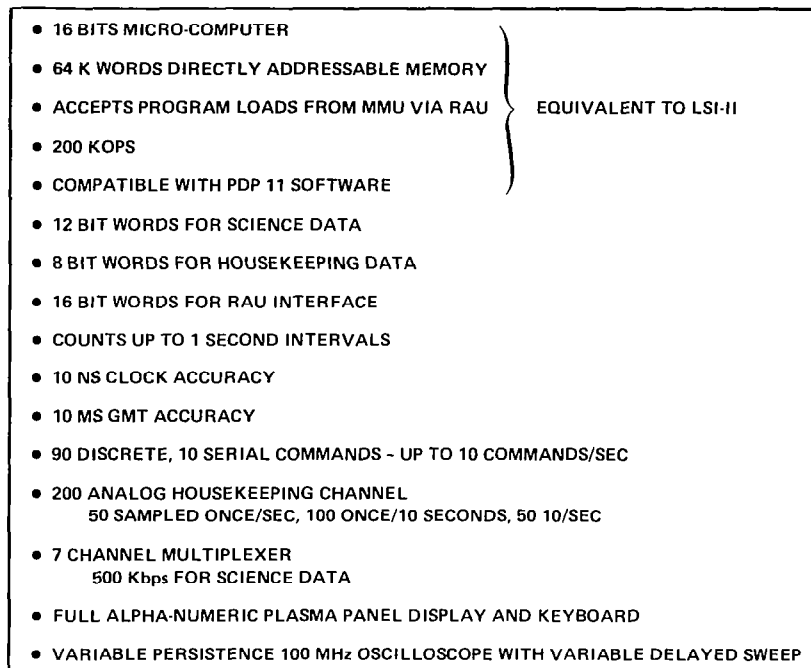 • 16 BITS MICRO-COMPUTER
• 64 K WORDS DIRECTLY ADDRESSABLE MEMORY
• ACCEPTS PROGRAM LOADS FROM MMU VIA RAU
EQUIVALENT TO LSI-II
• 200 KOPS
• COMPATIBLE WITH PDP 11 SOFTWARE
• 12 BIT WORDS FOR SCIENCE DATA
• 8 BIT WORDS FOR HOUSEKEEPING DATA
• 16 BIT WORDS FOR RAU INTERFACE
• COUNTS UP TO 1 SECOND INTERVALS
• 10 NS CLOCK ACCURACY
• 10 MS GMT ACCURACY
• 90 DISCRETE, 10 SERIAL COMMANDS - UP TO 10 COMMANDS/SEC
• 200 ANALOG HOUSEKEEPING CHANNEL
50 SAMPLED ONCE/SEC, 100 ONCE/10 SECONDS, 50 10/SEC
• 7 CHANNEL MULTIPLEXER
500 Kbps FOR SCIENCE DATA
• FULL ALPHA-NUMERIC PLASMA PANEL DISPLAY AND KEYBOARD
• VARIABLE PERSISTENCE 100 MHz OSCILLOSCOPE WITH VARIABLE DELAYED SWEEP